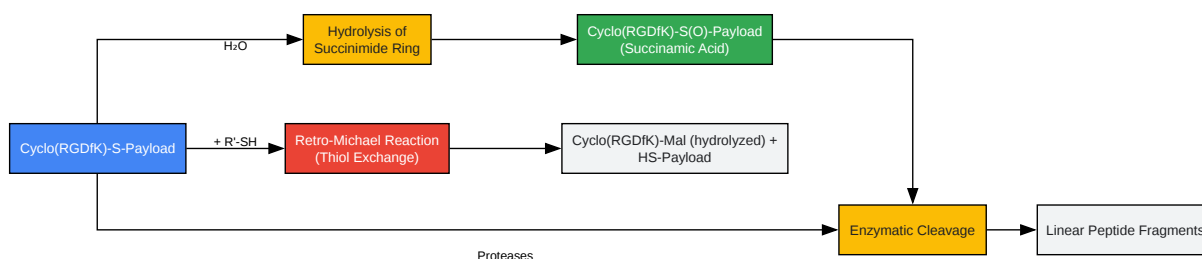 Hydrolysis of
Succinimide Ring
Cyclo(RGDfK)-S(O)-Payload
(Succinamic Acid)
H₂O
Cyclo(RGDfK)-S-Payload
+ R'-SH
Retro-Michael Reaction
(Thiol Exchange)
Cyclo(RGDfK)-Mal (hydrolyzed) +
HS-Payload
Enzymatic Cleavage
Linear Peptide Fragments
Proteases